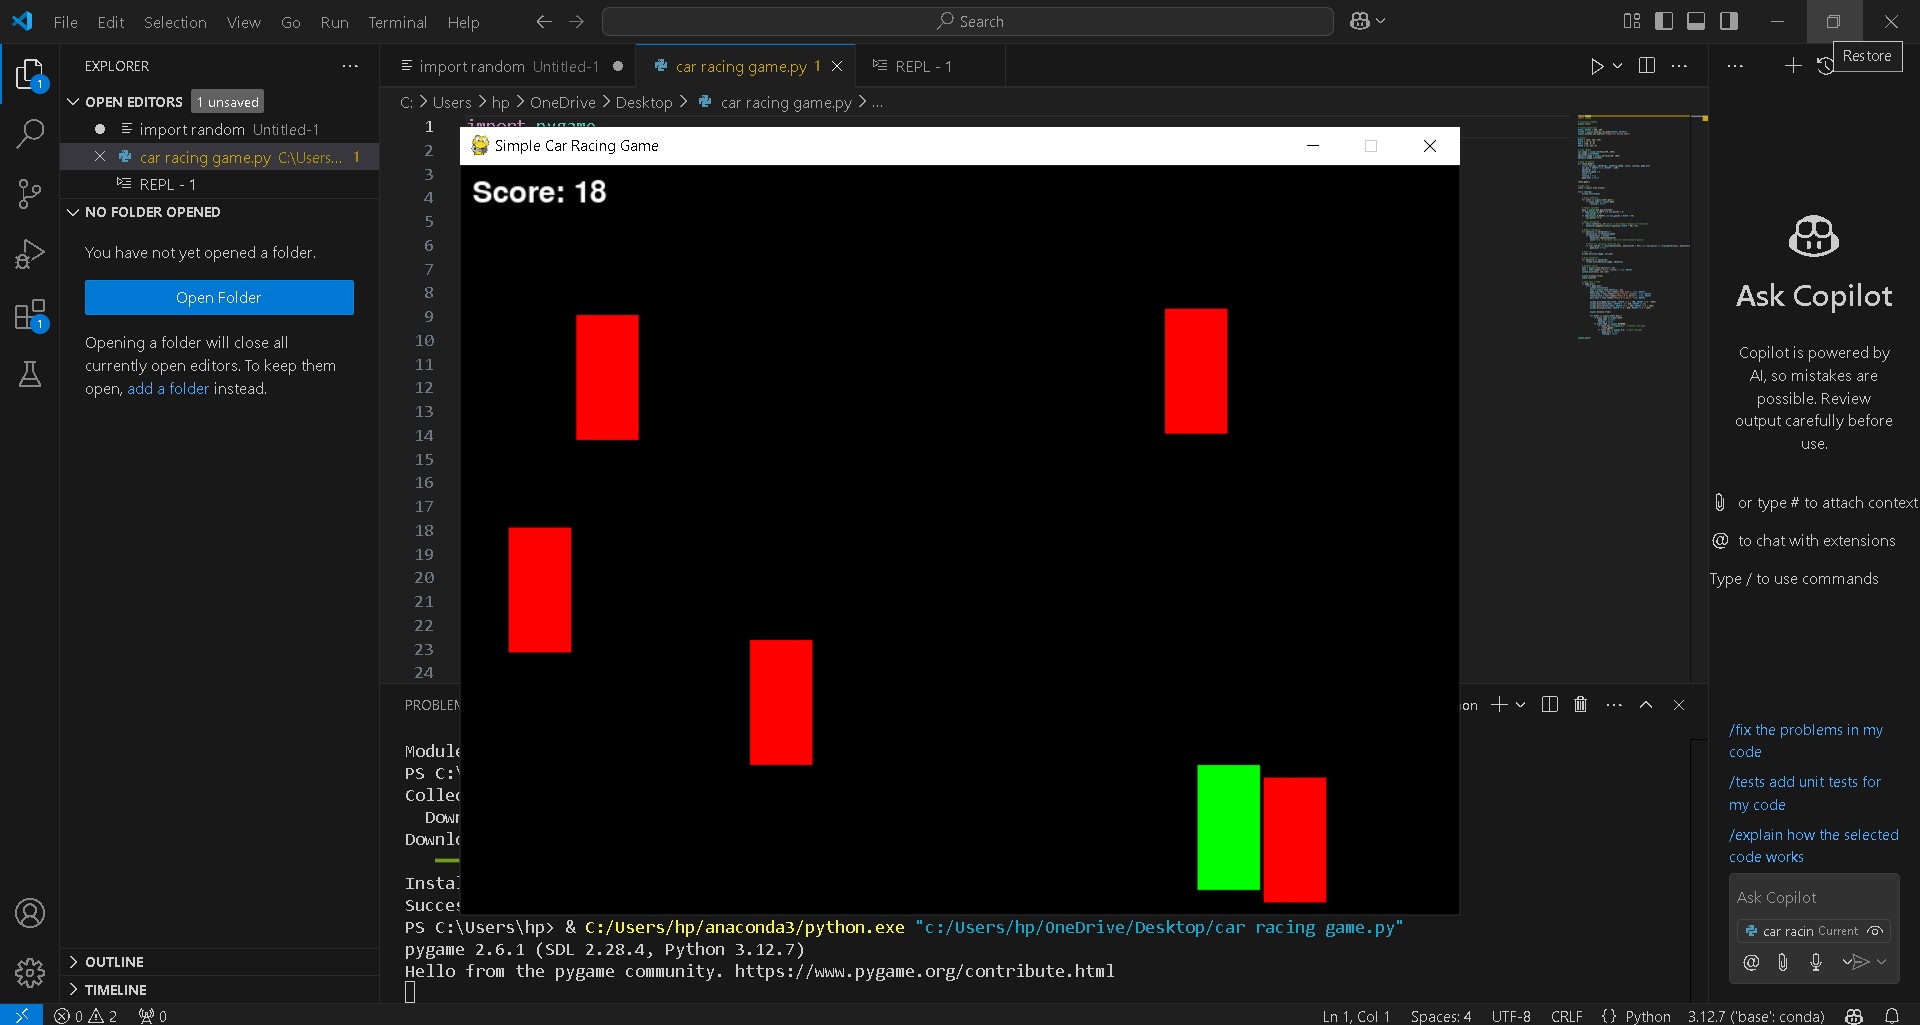 File Edit Selection View Go Run Terminal Help
Search
Restore
EXPLORER
import random Untitled-1
car racing game.py 1
REPL - 1
OPEN EDITORS 1 unsaved
import random Untitled-1
car racing game.py C:\Users... 1
REPL - 1
NO FOLDER OPENED
You have not yet opened a folder.
Open Folder
Opening a folder will close all
currently open editors. To keep them
open, add a folder instead.
OUTLINE
TIMELINE
C: > Users > hp > OneDrive > Desktop > car racing game.py > ...
1 import pygame
2
3
4
5
6
7
8
9
10
11
12
13
14
15
16
17
18
19
20
21
22
23
24
Simple Car Racing Game
Score: 18
Module
PS C:\
Collec
Down
Downlo
Instal
Succes
PS C:\Users\hp> & C:/Users/hp/anaconda3/python.exe "c:/Users/hp/OneDrive/Desktop/car racing game.py"
pygame 2.6.1 (SDL 2.28.4, Python 3.12.7)
Hello from the pygame community. https://www.pygame.org/contribute.html
Ask Copilot
Copilot is powered by
AI, so mistakes are
possible. Review
output carefully before
use.
or type # to attach context
@ to chat with extensions
Type / to use commands
/fix the problems in my
code
/tests add unit tests for
my code
/explain how the selected
code works
Ask Copilot
car racin Current
0 2 0
Ln 1, Col 1 Spaces: 4 UTF-8 CRLF {} Python 3.12.7 ('base': conda)